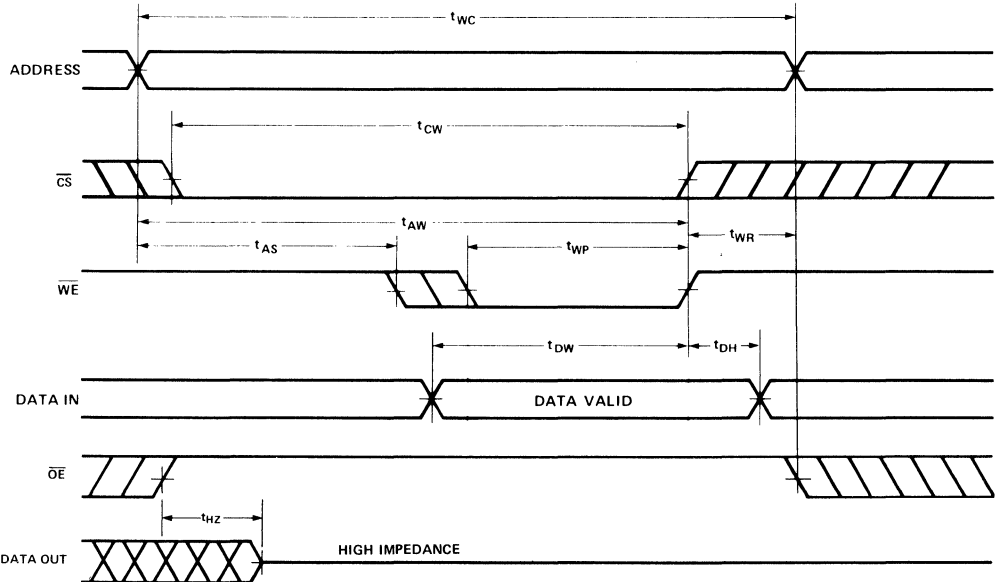 tWC
ADDRESS
tCW
CS
tAW
tAS
tWP
tWR
WE
tDW
tDH
DATA IN
DATA VALID
OE
tHZ
DATA OUT
HIGH IMPEDANCE